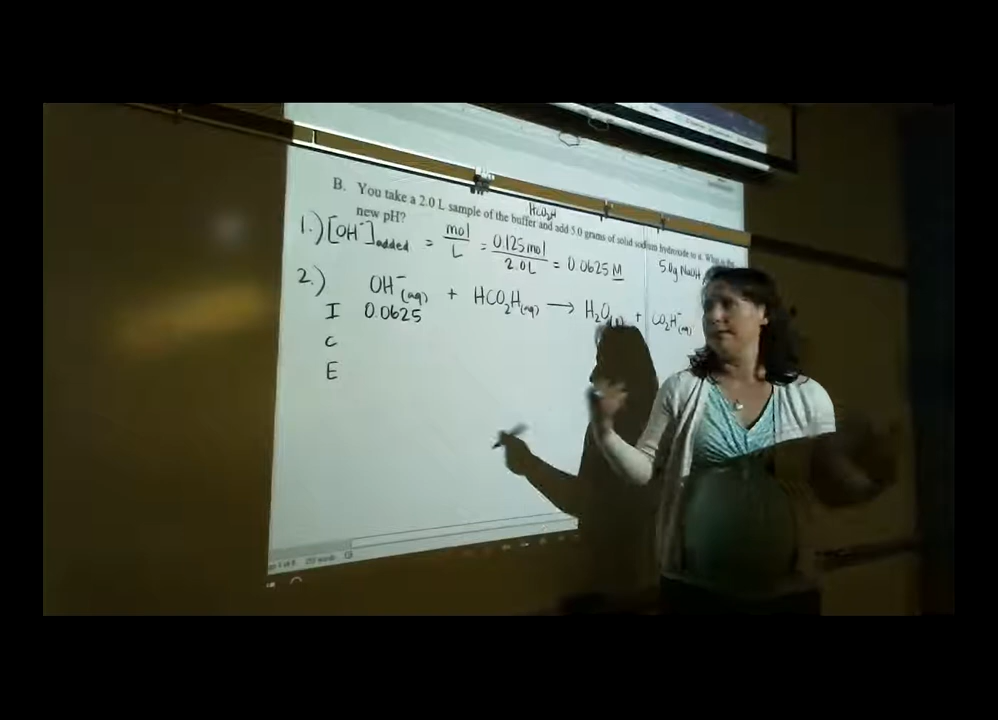 B. You take a 2.0 L sample of the buffer and add 5.0 grams of solid sodium hydroxide to it. What is the
HCO₂H
new pH?
1.) [OH⁻]added = mol/L = 0.125 mol/2.0L = 0.0625 M
5.0g NaOH
2.) OH⁻(aq) + HCO₂H(aq) → H₂O(l) + CO₂H⁻(aq)
I 0.0625
C
E